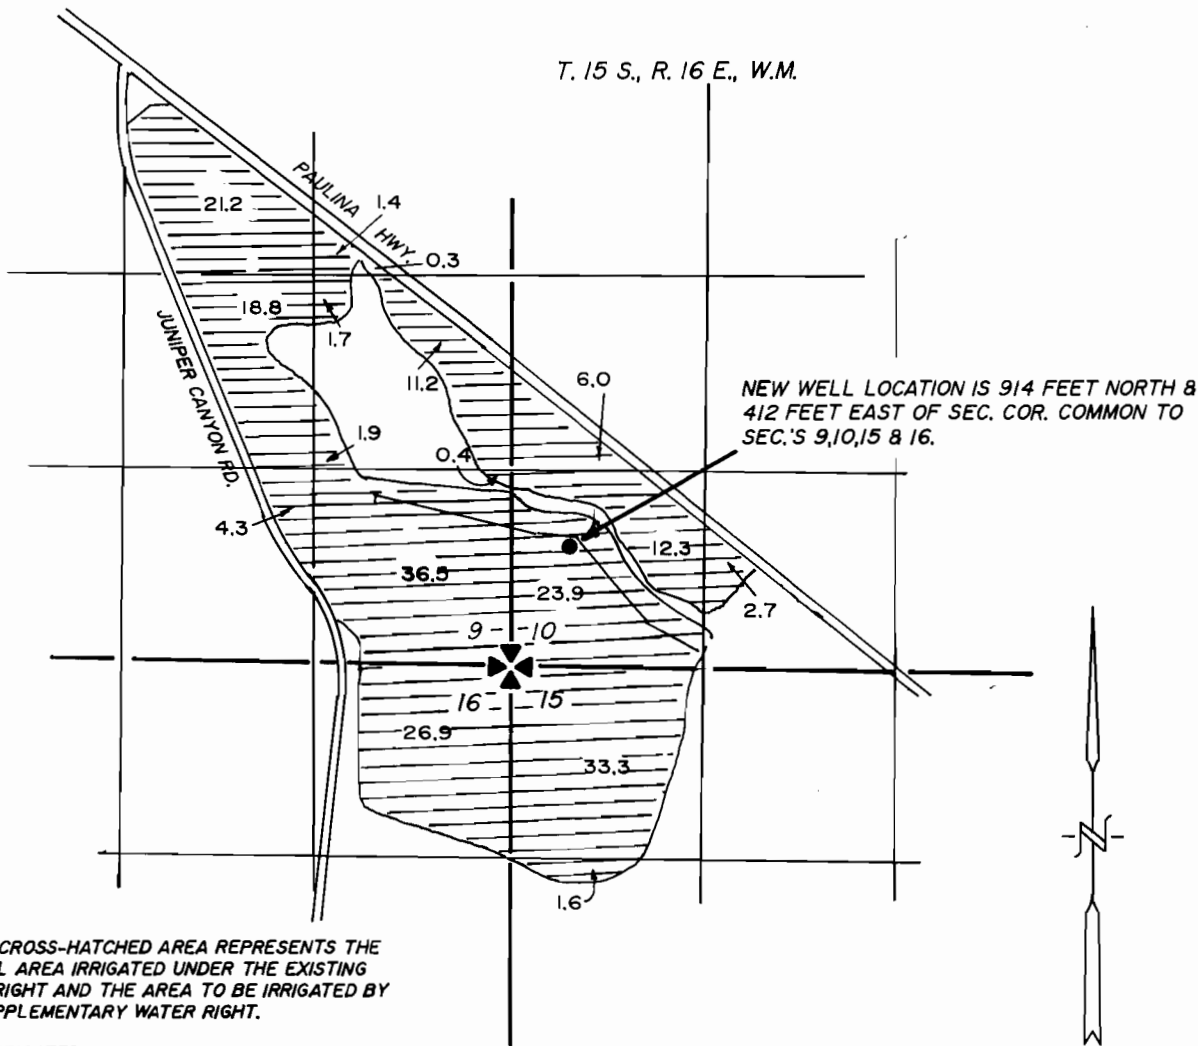 T. 15 S., R. 16 E., W.M.
PAULINA HWY.
21.2
1.4
0.3
18.8
1.7
JUNIPER CANYON RD.
11.2
6.0
NEW WELL LOCATION IS 914 FEET NORTH &
412 FEET EAST OF SEC. COR. COMMON TO
SEC.'S 9,10,15 & 16.
1.9
0.4
4.3
36.5
12.3
23.9
2.7
9 10
16 15
26.9
33.3
1.6
N
CROSS-HATCHED AREA REPRESENTS THE
L AREA IRRIGATED UNDER THE EXISTING
RIGHT AND THE AREA TO BE IRRIGATED BY
PPLEMENTARY WATER RIGHT.